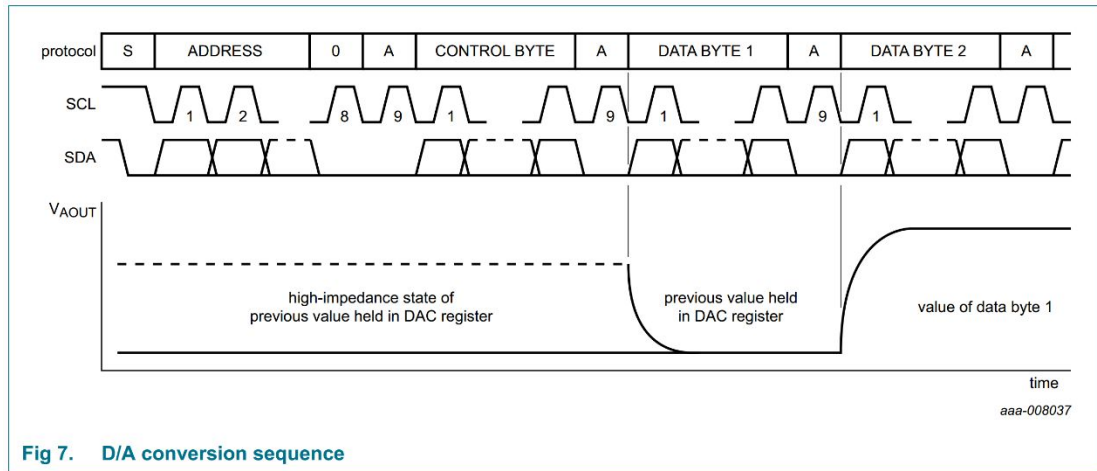 protocol S ADDRESS 0 A CONTROL BYTE A DATA BYTE 1 A DATA BYTE 2 A
SCL 1 2 8 9 1 9 1 9 1
SDA
VAOUT
high-impedance state of
previous value held in DAC register
previous value held
in DAC register
value of data byte 1
time
aaa-008037
Fig 7. D/A conversion sequence